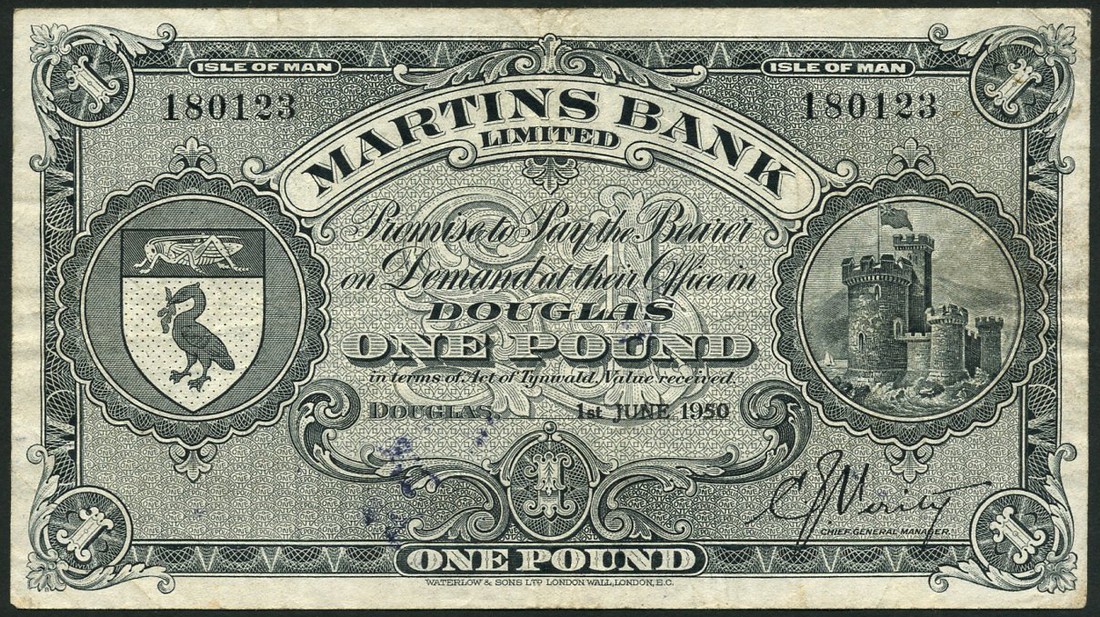 ISLE OF MAN ISLE OF MAN
180123 180123
MARTINS BANK
LIMITED
Promise to Pay the Bearer
on Demand at their Office in
DOUGLAS
ONE POUND
in terms of Act of Tynwald, Value received.
DOUGLAS, 1st JUNE 1950
1
C J Verity
CHIEF GENERAL MANAGER
ONE POUND
WATERLOW & SONS LTD LONDON WALL, LONDON, E.C.